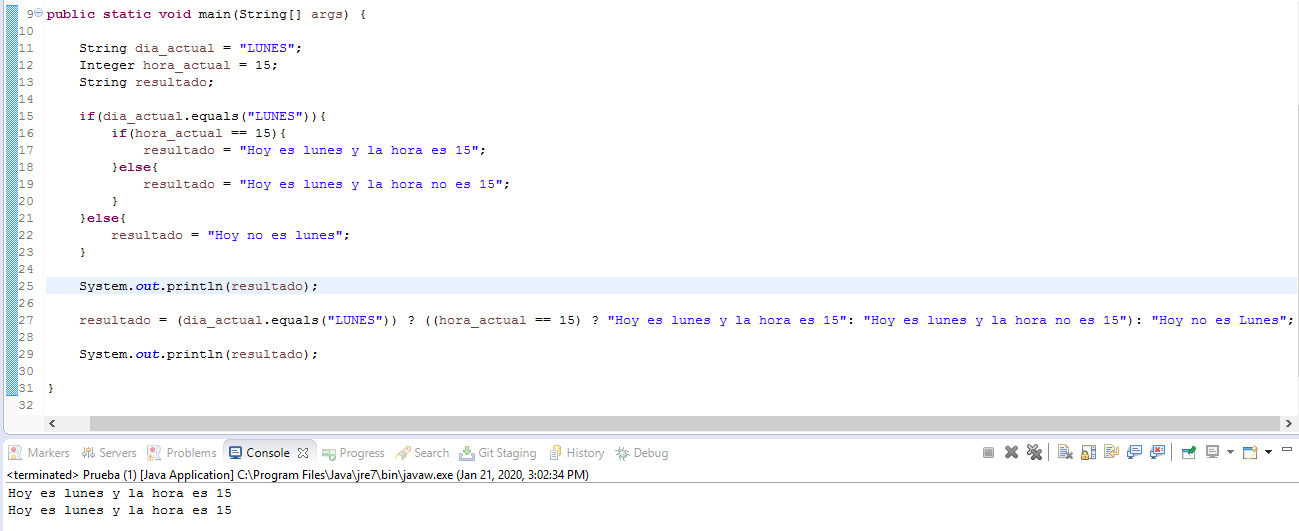 9 public static void main(String[] args) {
10
11 String dia_actual = "LUNES";
12 Integer hora_actual = 15;
13 String resultado;
14
15 if(dia_actual.equals("LUNES")){
16 if(hora_actual == 15){
17 resultado = "Hoy es lunes y la hora es 15";
18 }else{
19 resultado = "Hoy es lunes y la hora no es 15";
20 }
21 }else{
22 resultado = "Hoy no es lunes";
23 }
24
25 System.out.println(resultado);
26
27 resultado = (dia_actual.equals("LUNES")) ? ((hora_actual == 15) ? "Hoy es lunes y la hora es 15": "Hoy es lunes y la hora no es 15"): "Hoy no es Lunes";
28
29 System.out.println(resultado);
30
31 }
32
Markers Servers Problems Console Progress Search Git Staging History Debug
<terminated> Prueba (1) [Java Application] C:\Program Files\Java\jre7\bin\javaw.exe (Jan 21, 2020, 3:02:34 PM)
Hoy es lunes y la hora es 15
Hoy es lunes y la hora es 15